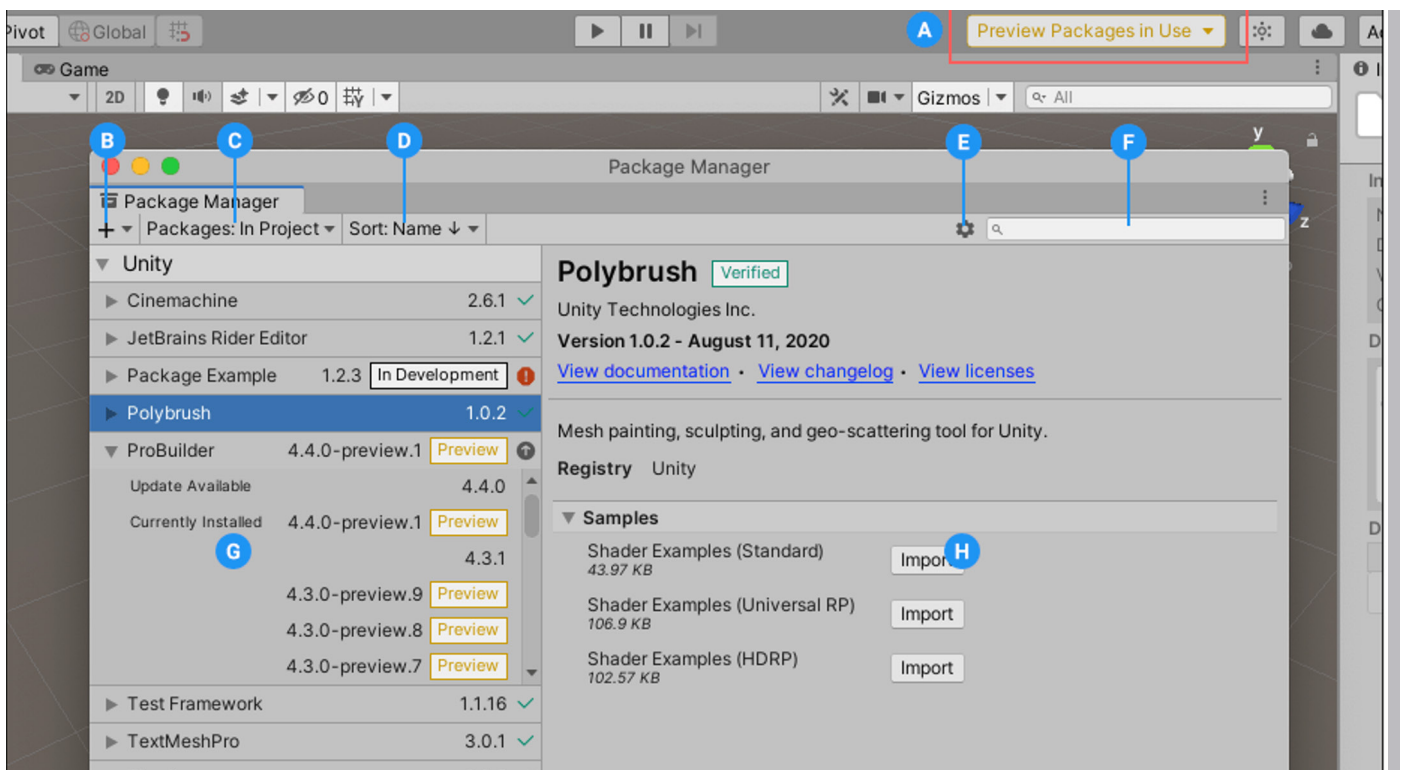 Pivot Global A Preview Packages in Use
Game
2D 0 Gizmos All
B C D E F y
Package Manager
Package Manager
z
+ Packages: In Project Sort: Name ↓
Unity
Cinemachine 2.6.1
JetBrains Rider Editor 1.2.1
Package Example 1.2.3 In Development
Polybrush 1.0.2
ProBuilder 4.4.0-preview.1 Preview
Update Available 4.4.0
Currently Installed 4.4.0-preview.1 Preview
G 4.3.1
4.3.0-preview.9 Preview
4.3.0-preview.8 Preview
4.3.0-preview.7 Preview
Test Framework 1.1.16
TextMeshPro 3.0.1
Polybrush Verified
Unity Technologies Inc.
Version 1.0.2 - August 11, 2020
View documentation • View changelog • View licenses
Mesh painting, sculpting, and geo-scattering tool for Unity.
Registry Unity
Samples
Shader Examples (Standard) Import H
43.97 KB
Shader Examples (Universal RP) Import
106.9 KB
Shader Examples (HDRP) Import
102.57 KB